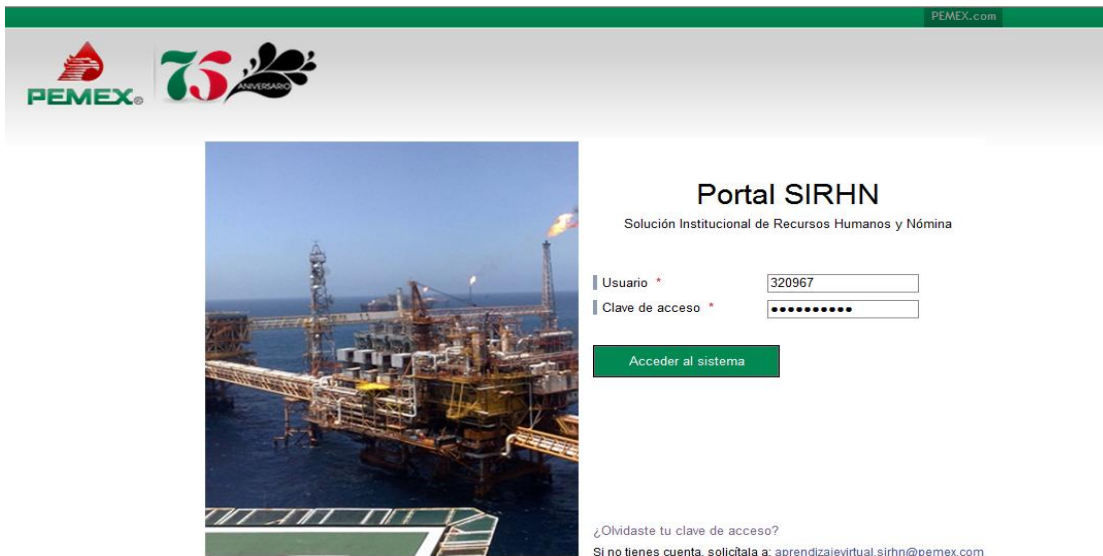 PEMEX.com
PEMEX®
75
ANIVERSARIO
Portal SIRHN
Solución Institucional de Recursos Humanos y Nómina
Usuario *
320967
Clave de acceso *
••••••••••
Acceder al sistema
¿Olvidaste tu clave de acceso?
Si no tienes cuenta, solicítala a: aprendizajevirtual.sirhn@pemex.com